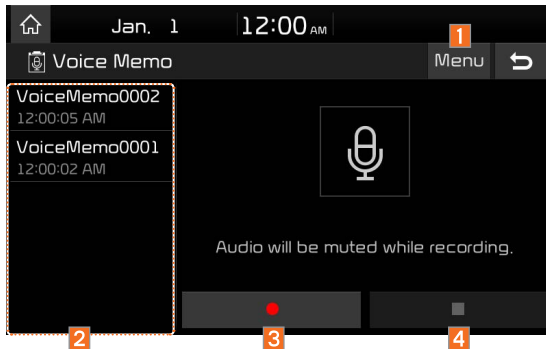 Jan. 1 12:00 AM
1
Voice Memo Menu
VoiceMemo0002
12:00:05 AM
VoiceMemo0001
12:00:02 AM
Audio will be muted while recording.
2 3 4